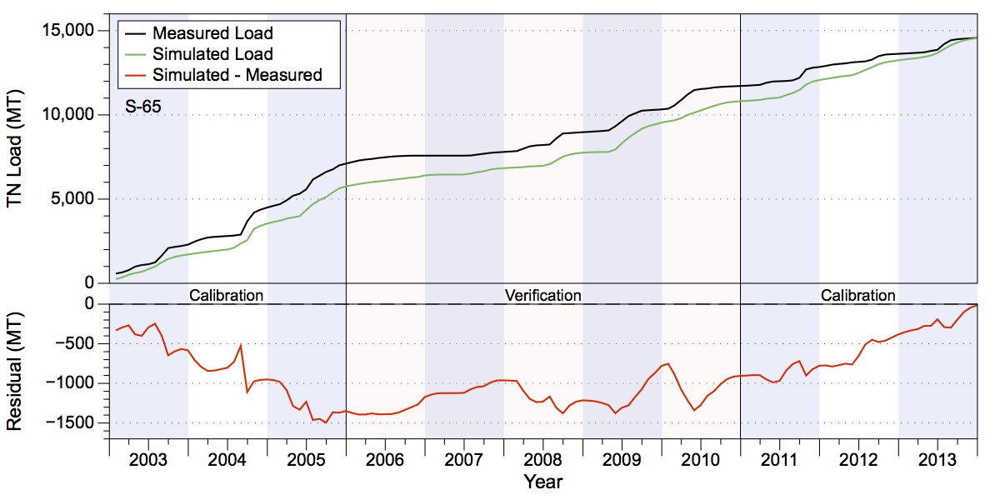 15,000
10,000
5,000
0
TN Load (MT)
Measured Load
Simulated Load
Simulated - Measured
S-65
Calibration Verification Calibration
0
−500
−1000
−1500
Residual (MT)
2003 2004 2005 2006 2007 2008 2009 2010 2011 2012 2013
Year